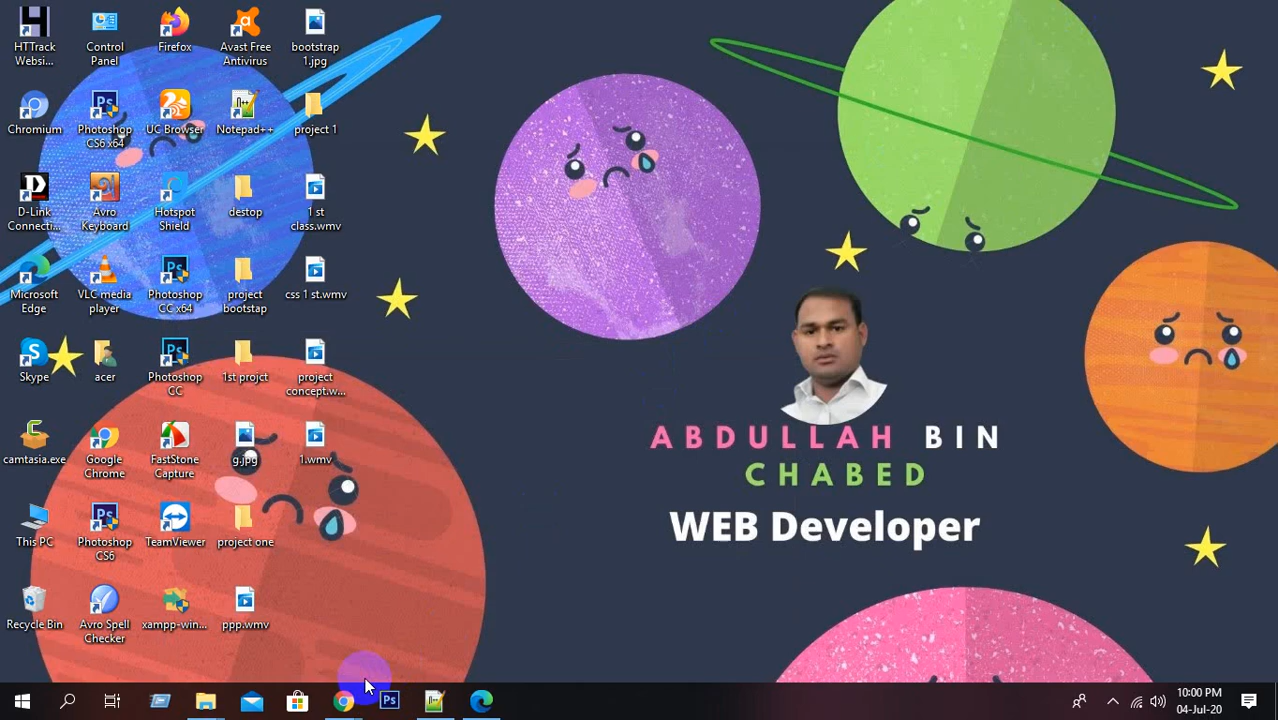 HTTrack Websi...
Control Panel
Firefox
Avast Free Antivirus
bootstrap 1.jpg
Chromium
Photoshop CS6 x64
UC Browser
Notepad++
project 1
D-Link Connecti...
Avro Keyboard
Hotspot Shield
destop
1 st class.wmv
Microsoft Edge
VLC media player
Photoshop CC x64
project bootstap
css 1 st.wmv
Skype
acer
Photoshop CC
1st projct
project concept.w...
camtasia.exe
Google Chrome
FastStone Capture
g.jpg
1.wmv
This PC
Photoshop CS6
TeamViewer
project one
Recycle Bin
Avro Spell Checker
xampp-win...
ppp.wmv
ABDULLAH BIN
CHABED
WEB Developer
Ps
10:00 PM
04-Jul-20